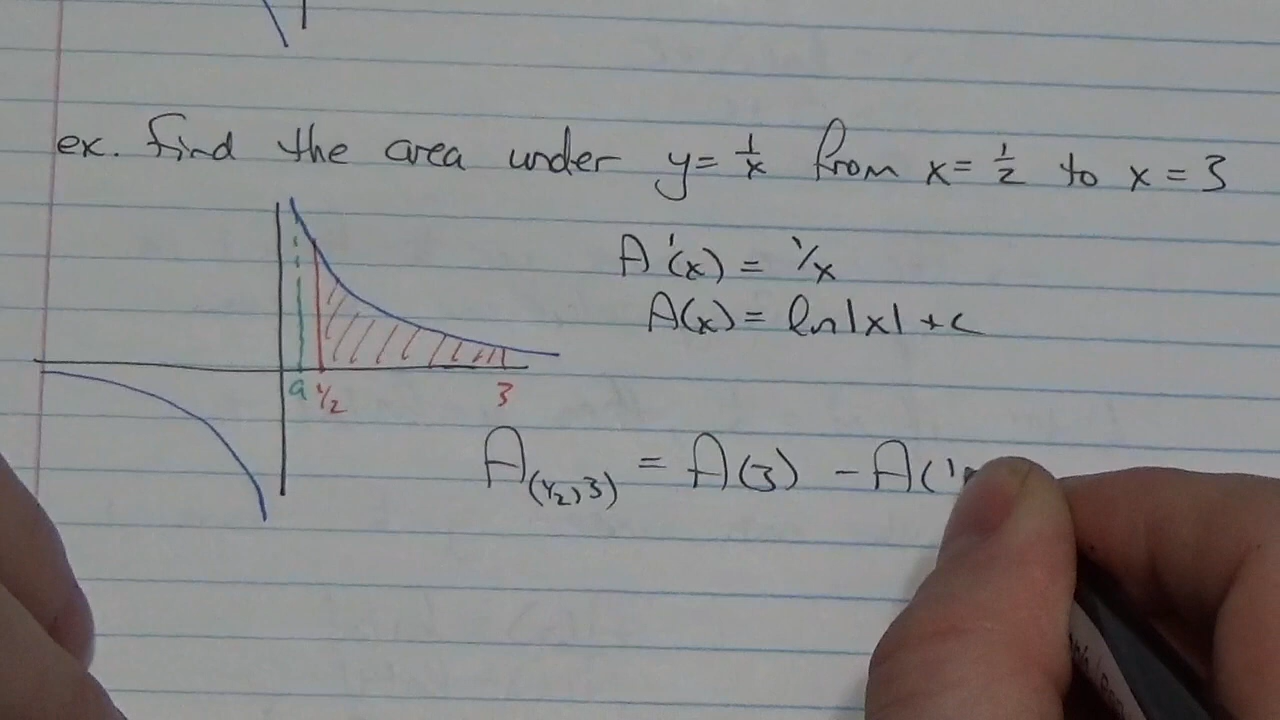 ex. find the area under y = 1/x from x = 1/2 to x = 3
A'(x) = 1/x
A(x) = ln|x| + c
a 1/2 3
A(1/2, 3) = A(3) - A(1